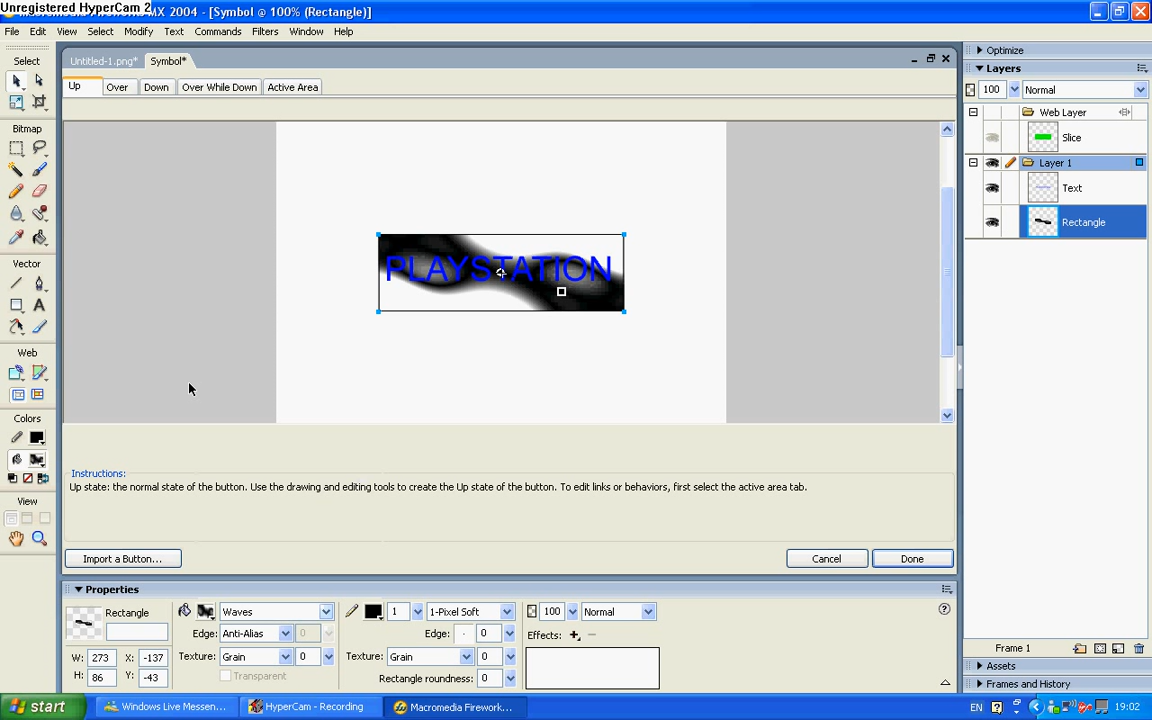 Unregistered HyperCam 2
MX 2004 - [Symbol @ 100% (Rectangle)]
File Edit View Select Modify Text Commands Filters Window Help
Select
Bitmap
Vector
Web
Colors
View
Untitled-1.png* Symbol*
Up Over Down Over While Down Active Area
PLAYSTATION
Instructions:
Up state: the normal state of the button. Use the drawing and editing tools to create the Up state of the button. To edit links or behaviors, first select the active area tab.
Import a Button... Cancel Done
Properties
Rectangle Waves 1 1-Pixel Soft 100 Normal
Edge: Anti-Alias 0 Edge: 0 Effects:
W: 273 X: -137 Texture: Grain 0 Texture: Grain 0
H: 86 Y: -43 Transparent Rectangle roundness: 0
Optimize
Layers
100 Normal
Web Layer
Slice
Layer 1
Text
Rectangle
Frame 1
Assets
Frames and History
start Windows Live Messen... HyperCam - Recording Macromedia Firework... EN 19:02